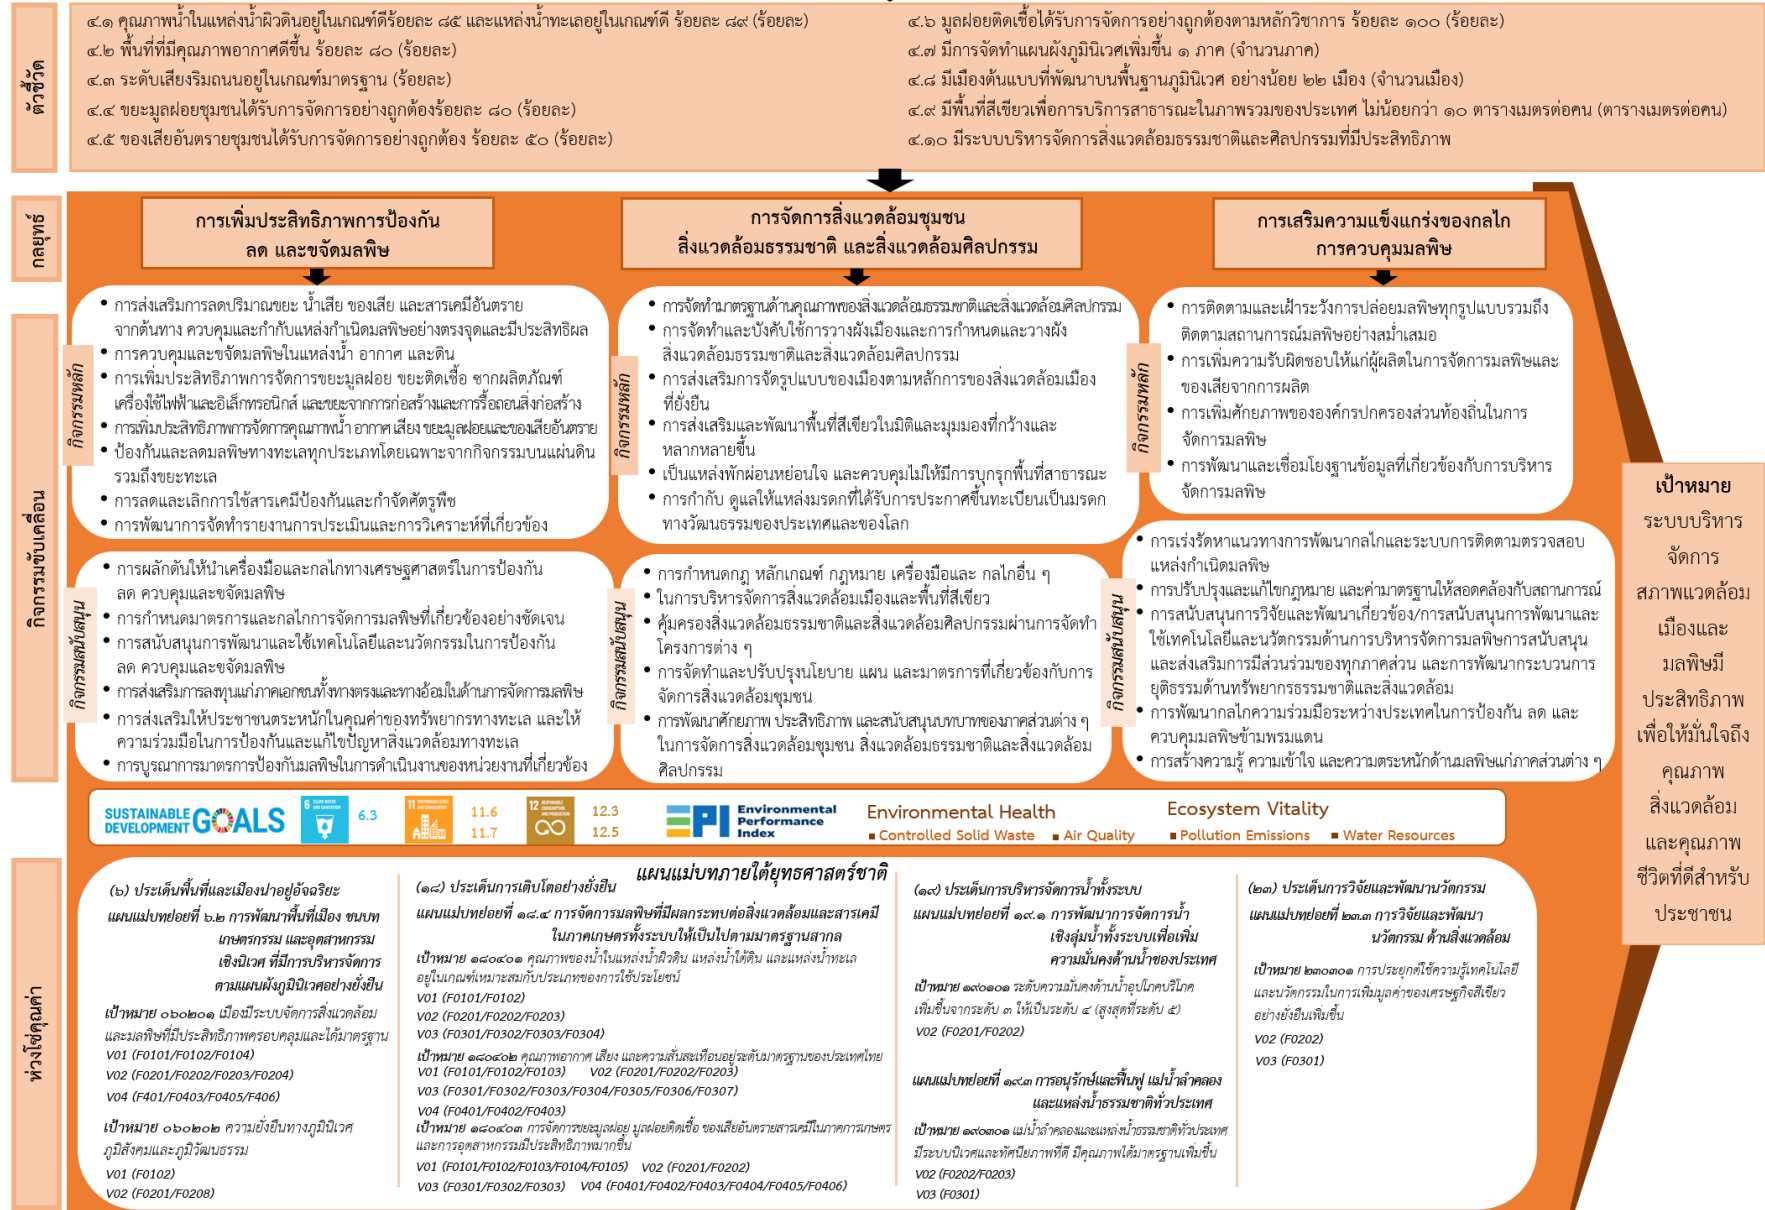 ตัวชี้วัด
๔.๑ คุณภาพน้ำในแหล่งน้ำผิวดินอยู่ในเกณฑ์ดีร้อยละ ๘๕ และแหล่งน้ำทะเลอยู่ในเกณฑ์ดี ร้อยละ ๘๙ (ร้อยละ)
๔.๒ พื้นที่ที่มีคุณภาพอากาศดีขึ้น ร้อยละ ๘๐ (ร้อยละ)
๔.๓ ระดับเสียงริมถนนอยู่ในเกณฑ์มาตรฐาน (ร้อยละ)
๔.๔ ขยะมูลฝอยชุมชนได้รับการจัดการอย่างถูกต้องร้อยละ ๘๐ (ร้อยละ)
๔.๕ ของเสียอันตรายชุมชนได้รับการจัดการอย่างถูกต้อง ร้อยละ ๕๐ (ร้อยละ)
๔.๖ มูลฝอยติดเชื้อได้รับการจัดการอย่างถูกต้องตามหลักวิชาการ ร้อยละ ๑๐๐ (ร้อยละ)
๔.๗ มีการจัดทำแผนผังภูมินิเวศเพิ่มขึ้น ๑ ภาค (จำนวนภาค)
๔.๘ มีเมืองต้นแบบที่พัฒนาบนพื้นฐานภูมินิเวศ อย่างน้อย ๒๒ เมือง (จำนวนเมือง)
๔.๙ มีพื้นที่สีเขียวเพื่อการบริการสาธารณะในภาพรวมของประเทศ ไม่น้อยกว่า ๑๐ ตารางเมตรต่อคน (ตารางเมตรต่อคน)
๔.๑๐ มีระบบบริหารจัดการสิ่งแวดล้อมธรรมชาติและศิลปกรรมที่มีประสิทธิภาพ
กลยุทธ์
การเพิ่มประสิทธิภาพการป้องกัน
ลด และขจัดมลพิษ
การจัดการสิ่งแวดล้อมชุมชน
สิ่งแวดล้อมธรรมชาติ และสิ่งแวดล้อมศิลปกรรม
การเสริมความแข็งแกร่งของกลไก
การควบคุมมลพิษ
กิจกรรมขับเคลื่อน
กิจกรรมหลัก
• การส่งเสริมการลดปริมาณขยะ น้ำเสีย ของเสีย และสารเคมีอันตราย
จากต้นทาง ควบคุมและกำกับแหล่งกำเนิดมลพิษอย่างตรงจุดและมีประสิทธิผล
• การควบคุมและขจัดมลพิษในแหล่งน้ำ อากาศ และดิน
• การเพิ่มประสิทธิภาพการจัดการขยะมูลฝอย ขยะติดเชื้อ ซากผลิตภัณฑ์
เครื่องใช้ไฟฟ้าและอิเล็กทรอนิกส์ และขยะจากการก่อสร้างและการรื้อถอนสิ่งก่อสร้าง
• การเพิ่มประสิทธิภาพการจัดการคุณภาพน้ำ อากาศ เสียง ขยะมูลฝอยและของเสียอันตราย
• ป้องกันและลดมลพิษทางทะเลทุกประเภทโดยเฉพาะจากกิจกรรมบนแผ่นดิน
รวมถึงขยะทะเล
• การลดและเลิกการใช้สารเคมีป้องกันและกำจัดศัตรูพืช
• การพัฒนาการจัดทำรายงานการประเมินและการวิเคราะห์ที่เกี่ยวข้อง
กิจกรรมหลัก
• การจัดทำมาตรฐานด้านคุณภาพของสิ่งแวดล้อมธรรมชาติและสิ่งแวดล้อมศิลปกรรม
• การจัดทำและบังคับใช้การวางผังเมืองและการกำหนดและวางผัง
สิ่งแวดล้อมธรรมชาติและสิ่งแวดล้อมศิลปกรรม
• การส่งเสริมการจัดรูปแบบของเมืองตามหลักการของสิ่งแวดล้อมเมือง
ที่ยั่งยืน
• การส่งเสริมและพัฒนาพื้นที่สีเขียวในมิติและมุมมองที่กว้างและ
หลากหลายขึ้น
• เป็นแหล่งพักผ่อนหย่อนใจ และควบคุมไม่ให้มีการบุกรุกพื้นที่สาธารณะ
• การกำกับ ดูแลให้แหล่งมรดกที่ได้รับการประกาศขึ้นทะเบียนเป็นมรดก
ทางวัฒนธรรมของประเทศและของโลก
กิจกรรมหลัก
• การติดตามและเฝ้าระวังการปล่อยมลพิษทุกรูปแบบรวมถึง
ติดตามสถานการณ์มลพิษอย่างสม่ำเสมอ
• การเพิ่มความรับผิดชอบให้แก่ผู้ผลิตในการจัดการมลพิษและ
ของเสียจากการผลิต
• การเพิ่มศักยภาพขององค์กรปกครองส่วนท้องถิ่นในการ
จัดการมลพิษ
• การพัฒนาและเชื่อมโยงฐานข้อมูลที่เกี่ยวข้องกับการบริหาร
จัดการมลพิษ
กิจกรรมสนับสนุน
• การผลักดันให้นำเครื่องมือและกลไกทางเศรษฐศาสตร์ในการป้องกัน
ลด ควบคุมและขจัดมลพิษ
• การกำหนดมาตรการและกลไกการจัดการมลพิษที่เกี่ยวข้องอย่างชัดเจน
• การสนับสนุนการพัฒนาและใช้เทคโนโลยีและนวัตกรรมในการป้องกัน
ลด ควบคุมและขจัดมลพิษ
• การส่งเสริมการลงทุนแก่ภาคเอกชนทั้งทางตรงและทางอ้อมในด้านการจัดการมลพิษ
• การส่งเสริมให้ประชาชนตระหนักในคุณค่าของทรัพยากรทางทะเล และให้
ความร่วมมือในการป้องกันและแก้ไขปัญหาสิ่งแวดล้อมทางทะเล
• การบูรณาการมาตรการป้องกันมลพิษในการดำเนินงานของหน่วยงานที่เกี่ยวข้อง
กิจกรรมสนับสนุน
• การกำหนดกฎ หลักเกณฑ์ กฎหมาย เครื่องมือและ กลไกอื่น ๆ
• ในการบริหารจัดการสิ่งแวดล้อมเมืองและพื้นที่สีเขียว
• คุ้มครองสิ่งแวดล้อมธรรมชาติและสิ่งแวดล้อมศิลปกรรมผ่านการจัดทำ
โครงการต่าง ๆ
• การจัดทำและปรับปรุงนโยบาย แผน และมาตรการที่เกี่ยวข้องกับการ
จัดการสิ่งแวดล้อมชุมชน
• การพัฒนาศักยภาพ ประสิทธิภาพ และสนับสนุนบทบาทของภาคส่วนต่าง ๆ
ในการจัดการสิ่งแวดล้อมชุมชน สิ่งแวดล้อมธรรมชาติและสิ่งแวดล้อม
ศิลปกรรม
กิจกรรมสนับสนุน
• การเร่งรัดหาแนวทางการพัฒนากลไกและระบบการติดตามตรวจสอบ
แหล่งกำเนิดมลพิษ
• การปรับปรุงและแก้ไขกฎหมาย และค่ามาตรฐานให้สอดคล้องกับสถานการณ์
• การสนับสนุนการวิจัยและพัฒนาเกี่ยวข้อง/การสนับสนุนการพัฒนาและ
ใช้เทคโนโลยีและนวัตกรรมด้านการบริหารจัดการมลพิษการสนับสนุน
และส่งเสริมการมีส่วนร่วมของทุกภาคส่วน และการพัฒนากระบวนการ
ยุติธรรมด้านทรัพยากรธรรมชาติและสิ่งแวดล้อม
• การพัฒนากลไกความร่วมมือระหว่างประเทศในการป้องกัน ลด และ
ควบคุมมลพิษข้ามพรมแดน
• การสร้างความรู้ ความเข้าใจ และความตระหนักด้านมลพิษแก่ภาคส่วนต่าง ๆ
เป้าหมาย
ระบบบริหาร
จัดการ
สภาพแวดล้อม
เมืองและ
มลพิษมี
ประสิทธิภาพ
เพื่อให้มั่นใจถึง
คุณภาพ
สิ่งแวดล้อม
และคุณภาพ
ชีวิตที่ดีสำหรับ
ประชาชน
SUSTAINABLE DEVELOPMENT GOALS
6 CLEAN WATER AND SANITATION
6.3
11 SUSTAINABLE CITIES AND COMMUNITIES
11.6
11.7
12 RESPONSIBLE CONSUMPTION AND PRODUCTION
12.3
12.5
EPI Environmental Performance Index
Environmental Health
▪ Controlled Solid Waste ▪ Air Quality
Ecosystem Vitality
▪ Pollution Emissions ▪ Water Resources
ห่วงโซ่คุณค่า
แผนแม่บทภายใต้ยุทธศาสตร์ชาติ
(๖) ประเด็นพื้นที่และเมืองน่าอยู่อัจฉริยะ
แผนแม่บทย่อยที่ ๖.๒ การพัฒนาพื้นที่เมือง ชนบท
เกษตรกรรม และอุตสาหกรรม
เชิงนิเวศ ที่มีการบริหารจัดการ
ตามแผนผังภูมินิเวศอย่างยั่งยืน
เป้าหมาย ๐๖๐๒๐๑ เมืองมีระบบจัดการสิ่งแวดล้อม
และมลพิษที่มีประสิทธิภาพครอบคลุมและได้มาตรฐาน
V01 (F0101/F0102/F0104)
V02 (F0201/F0202/F0203/F0204)
V04 (F401/F0403/F0405/F406)
เป้าหมาย ๐๖๐๒๐๒ ความยั่งยืนทางภูมินิเวศ
ภูมิสังคมและภูมิวัฒนธรรม
V01 (F0102)
V02 (F0201/F0208)
(๑๘) ประเด็นการเติบโตอย่างยั่งยืน
แผนแม่บทย่อยที่ ๑๘.๔ การจัดการมลพิษที่มีผลกระทบต่อสิ่งแวดล้อมและสารเคมี
ในภาคเกษตรทั้งระบบให้เป็นไปตามมาตรฐานสากล
เป้าหมาย ๑๘๐๔๐๑ คุณภาพของน้ำในแหล่งน้ำผิวดิน แหล่งน้ำใต้ดิน และแหล่งน้ำทะเล
อยู่ในเกณฑ์เหมาะสมกับประเภทของการใช้ประโยชน์
V01 (F0101/F0102)
V02 (F0201/F0202/F0203)
V03 (F0301/F0302/F0303/F0304)
เป้าหมาย ๑๘๐๔๐๒ คุณภาพอากาศ เสียง และความสั่นสะเทือนอยู่ระดับมาตรฐานของประเทศไทย
V01 (F0101/F0102/F0103) V02 (F0201/F0202/F0203)
V03 (F0301/F0302/F0303/F0304/F0305/F0306/F0307)
V04 (F0401/F0402/F0403)
เป้าหมาย ๑๘๐๔๐๓ การจัดการขยะมูลฝอย มูลฝอยติดเชื้อ ของเสียอันตรายสารเคมีในภาคการเกษตร
และการอุตสาหกรรมมีประสิทธิภาพมากขึ้น
V01 (F0101/F0102/F0103/F0104/F0105) V02 (F0201/F0202)
V03 (F0301/F0302/F0303) V04 (F0401/F0402/F0403/F0404/F0405/F0406)
(๑๙) ประเด็นการบริหารจัดการน้ำทั้งระบบ
แผนแม่บทย่อยที่ ๑๙.๑ การพัฒนาการจัดการน้ำ
เชิงลุ่มน้ำทั้งระบบเพื่อเพิ่ม
ความมั่นคงด้านน้ำของประเทศ
เป้าหมาย ๑๙๐๑๐๑ ระดับความมั่นคงด้านน้ำอุปโภคบริโภค
เพิ่มขึ้นจากระดับ ๓ ให้เป็นระดับ ๔ (สูงสุดที่ระดับ ๕)
V02 (F0201/F0202)
แผนแม่บทย่อยที่ ๑๙.๓ การอนุรักษ์และฟื้นฟู แม่น้ำลำคลอง
และแหล่งน้ำธรรมชาติทั่วประเทศ
เป้าหมาย ๑๙๐๓๐๑ แม่น้ำลำคลองและแหล่งน้ำธรรมชาติทั่วประเทศ
มีระบบนิเวศและทัศนียภาพที่ดี มีคุณภาพได้มาตรฐานเพิ่มขึ้น
V02 (F0202/F0203)
V03 (F0301)
(๒๓) ประเด็นการวิจัยและพัฒนานวัตกรรม
แผนแม่บทย่อยที่ ๒๓.๓ การวิจัยและพัฒนา
นวัตกรรม ด้านสิ่งแวดล้อม
เป้าหมาย ๒๓๐๓๐๑ การประยุกต์ใช้ความรู้เทคโนโลยี
และนวัตกรรมในการเพิ่มมูลค่าของเศรษฐกิจสีเขียว
อย่างยั่งยืนเพิ่มขึ้น
V02 (F0202)
V03 (F0301)